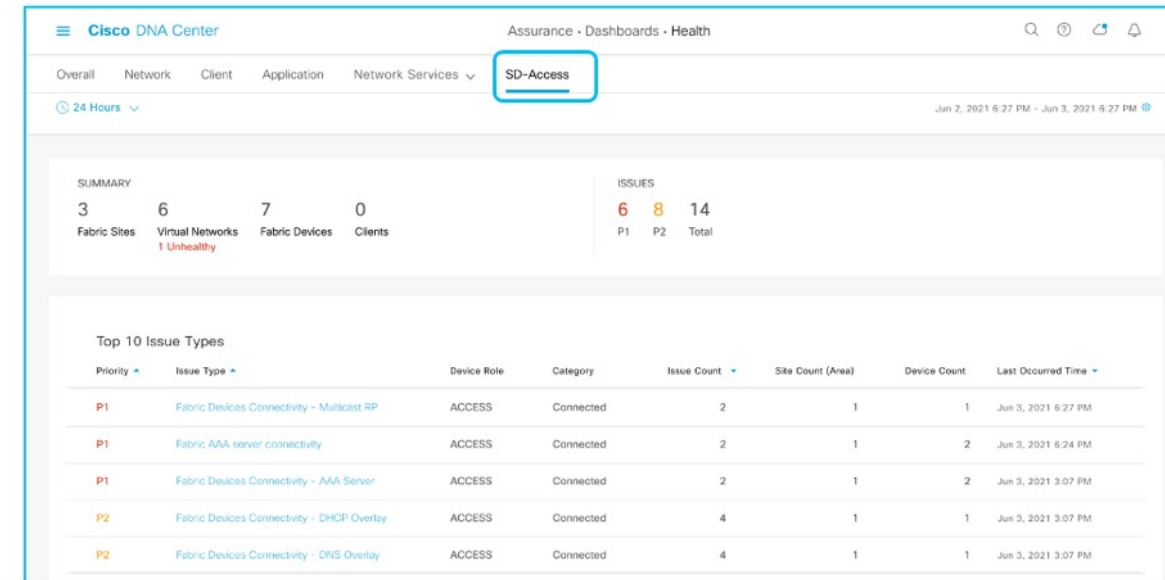 Cisco DNA Center Assurance · Dashboards · Health
Overall Network Client Application Network Services SD-Access
24 Hours Jun 2, 2021 6:27 PM - Jun 3, 2021 6:27 PM
SUMMARY ISSUES
3 6 7 0 6 8 14
Fabric Sites Virtual Networks Fabric Devices Clients P1 P2 Total
1 Unhealthy
Top 10 Issue Types
Priority Issue Type Device Role Category Issue Count Site Count (Area) Device Count Last Occurred Time
P1 Fabric Devices Connectivity - Multicast RP ACCESS Connected 2 1 1 Jun 3, 2021 6:27 PM
P1 Fabric AAA server connectivity ACCESS Connected 2 1 2 Jun 3, 2021 6:24 PM
P1 Fabric Devices Connectivity - AAA Server ACCESS Connected 2 1 2 Jun 3, 2021 3:07 PM
P2 Fabric Devices Connectivity - DHCP Overlay ACCESS Connected 4 1 1 Jun 3, 2021 3:07 PM
P2 Fabric Devices Connectivity - DNS Overlay ACCESS Connected 4 1 1 Jun 3, 2021 3:07 PM